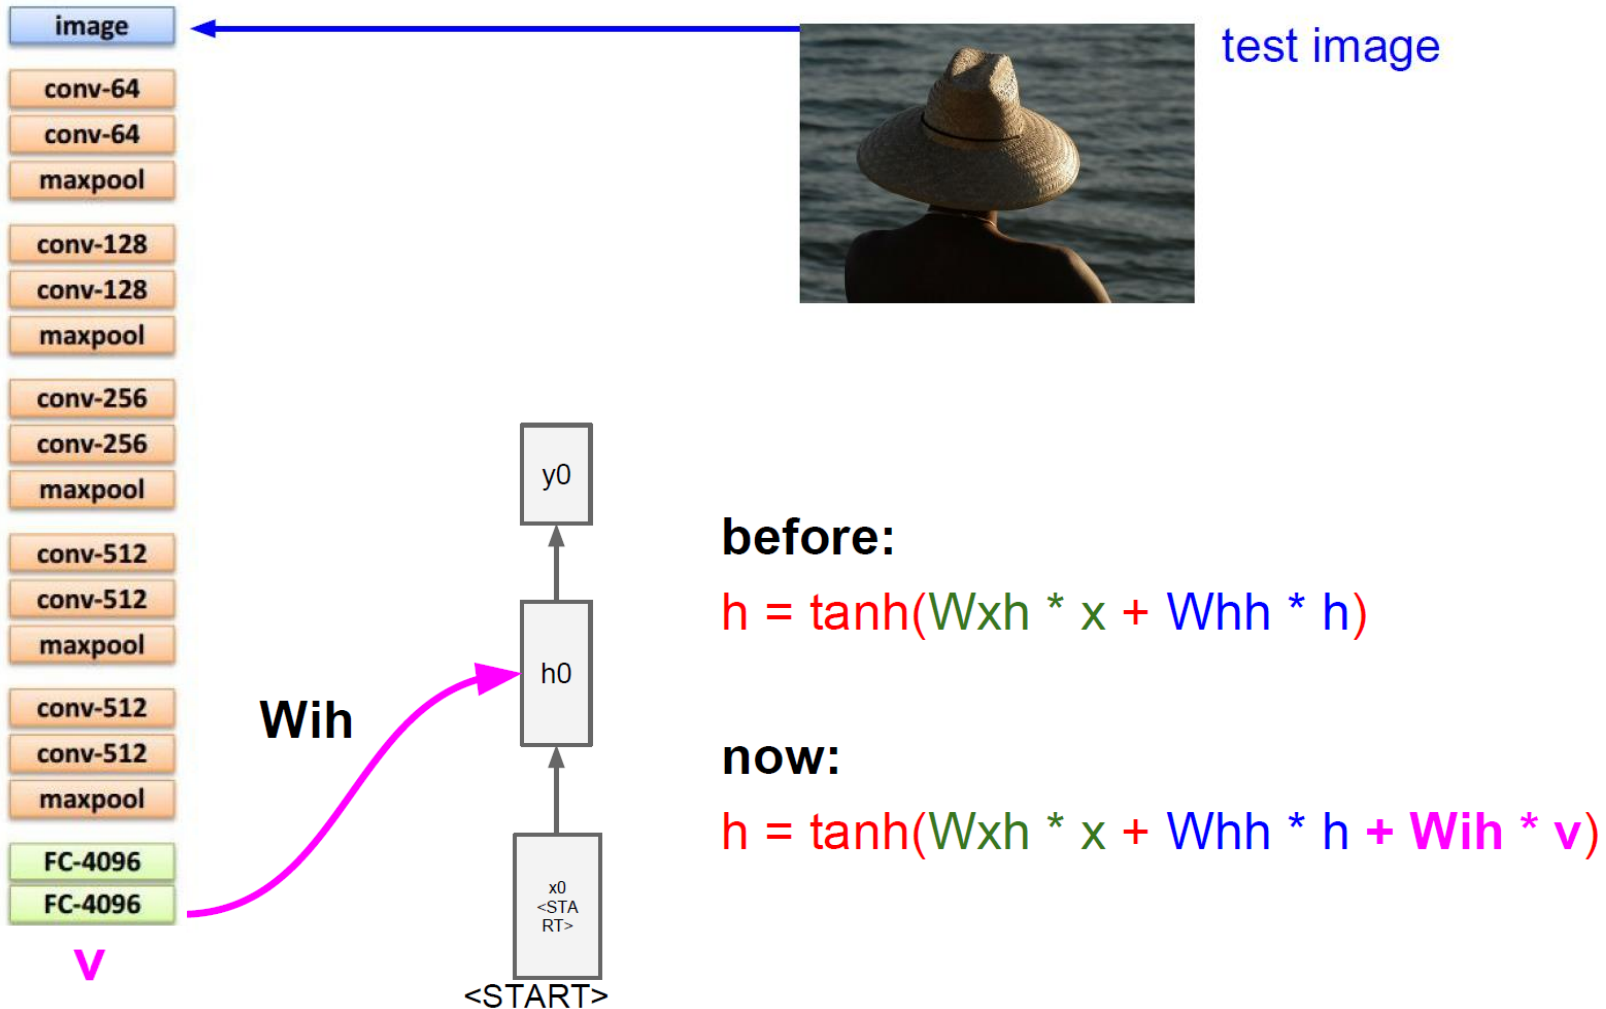 image
test image
conv-64
conv-64
maxpool
conv-128
conv-128
maxpool
conv-256
conv-256
maxpool
conv-512
conv-512
maxpool
conv-512
conv-512
maxpool
FC-4096
FC-4096
v
Wih
y0
h0
x0
<STA
RT>
<START>
before:
h = tanh(Wxh * x + Whh * h)
now:
h = tanh(Wxh * x + Whh * h + Wih * v)